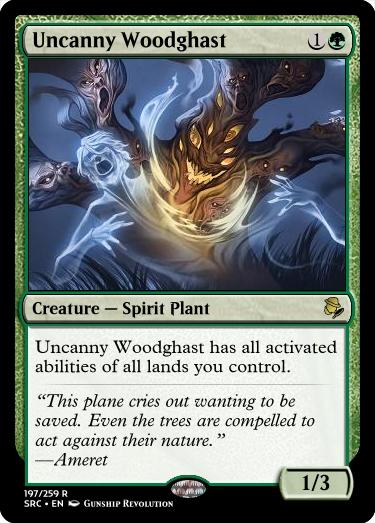 Uncanny Woodghast 1
Creature — Spirit Plant
Uncanny Woodghast has all activated
abilities of all lands you control.
“This plane cries out wanting to be
saved. Even the trees are compelled to
act against their nature.”
—Ameret
1/3
197/259 R
SRC • EN Gunship Revolution